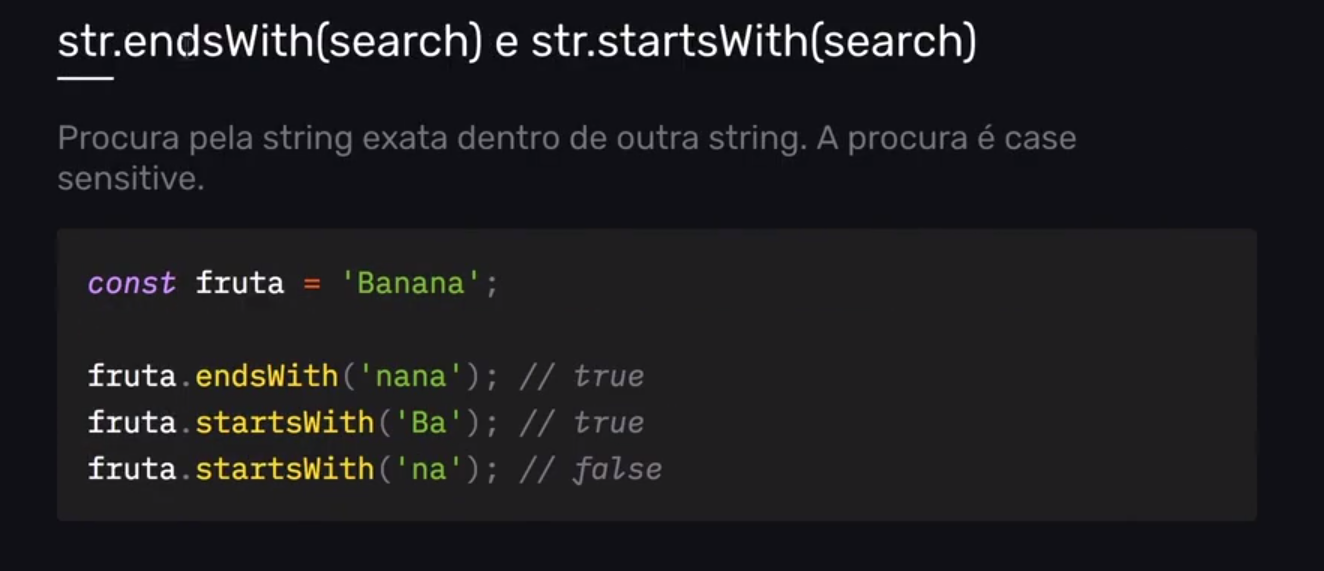 str.endsWith(search) e str.startsWith(search)
Procura pela string exata dentro de outra string. A procura é case
sensitive.
const fruta = 'Banana';
fruta.endsWith('nana'); // true
fruta.startsWith('Ba'); // true
fruta.startsWith('na'); // false